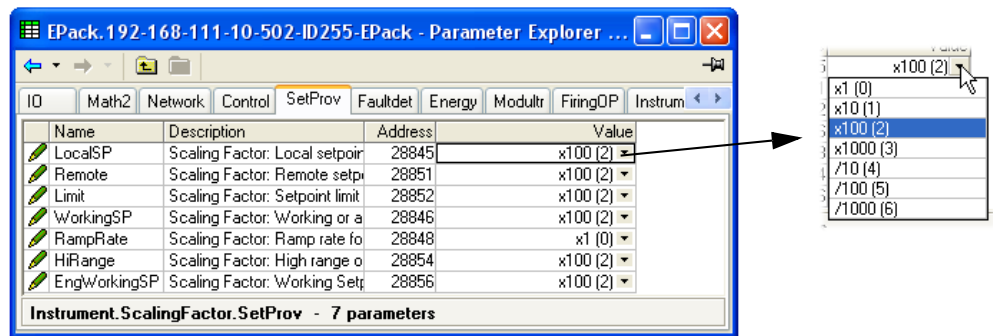 EPack.192-168-111-10-502-ID255-EPack - Parameter Explorer ...
IO Math2 Network Control SetProv Faultdet Energy Modultr FiringOP Instrum
Name Description Address Value
LocalSP Scaling Factor: Local setpoin 28845 x100 (2)
Remote Scaling Factor: Remote setp 28851 x100 (2)
Limit Scaling Factor: Setpoint limit 28852 x100 (2)
WorkingSP Scaling Factor: Working or a 28846 x100 (2)
RampRate Scaling Factor: Ramp rate fo 28848 x1 (0)
HiRange Scaling Factor: High range o 28854 x100 (2)
EngWorkingSP Scaling Factor: Working Setp 28856 x100 (2)
Instrument.ScalingFactor.SetProv - 7 parameters
x100 (2)
x1 (0)
x10 (1)
x100 (2)
x1000 (3)
/10 (4)
/100 (5)
/1000 (6)